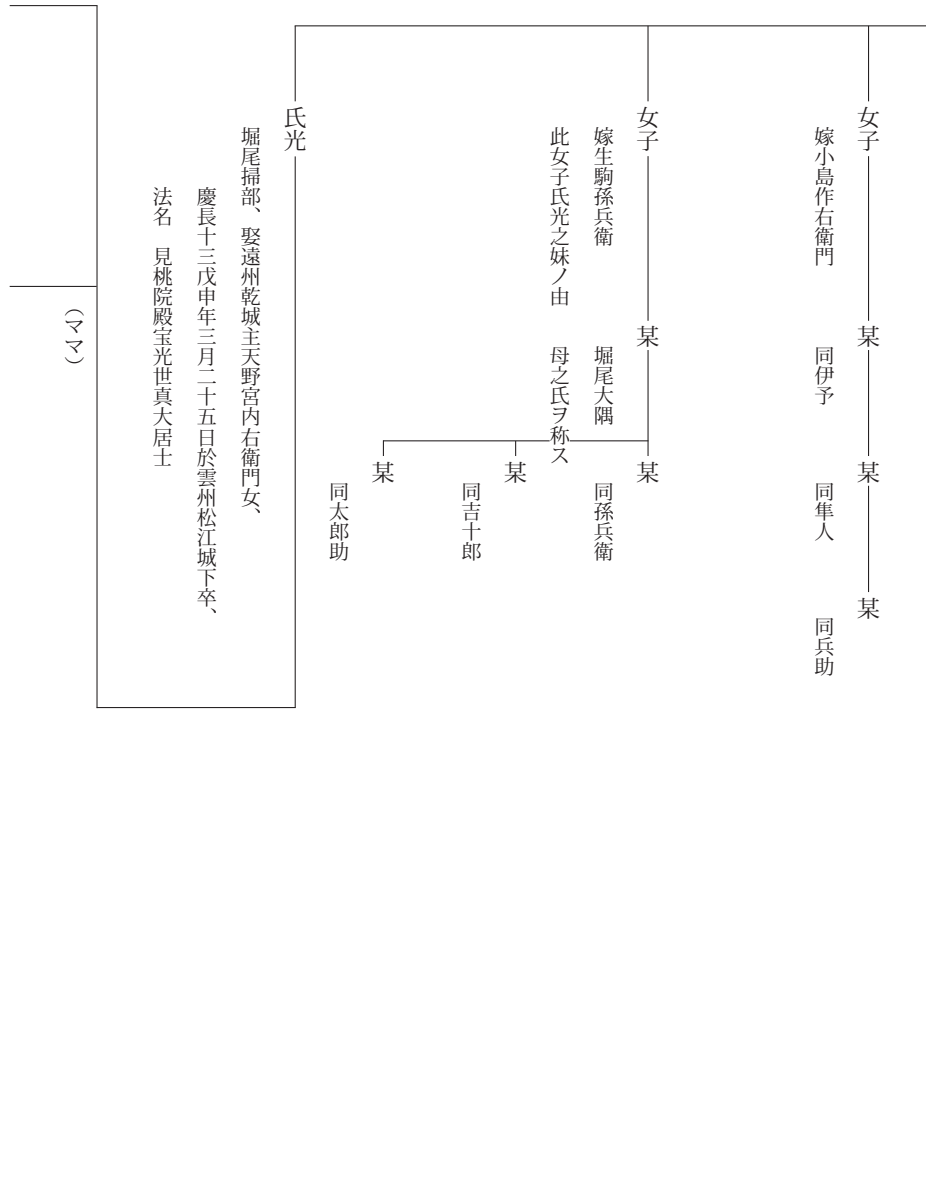 女子
嫁小島作右衛門
某
同伊予
某
同隼人
某
同兵助
女子
嫁生駒孫兵衛
此女子氏光之妹ノ由
某
堀尾大隅
母之氏ヲ称ス
某
同孫兵衛
某
同吉十郎
某
同太郎助
氏光
堀尾掃部、娶遠州乾城主天野宮内右衛門女、
慶長十三戊申年三月二十五日於雲州松江城下卒、
法名　見桃院殿宝光世真大居士
（ママ）